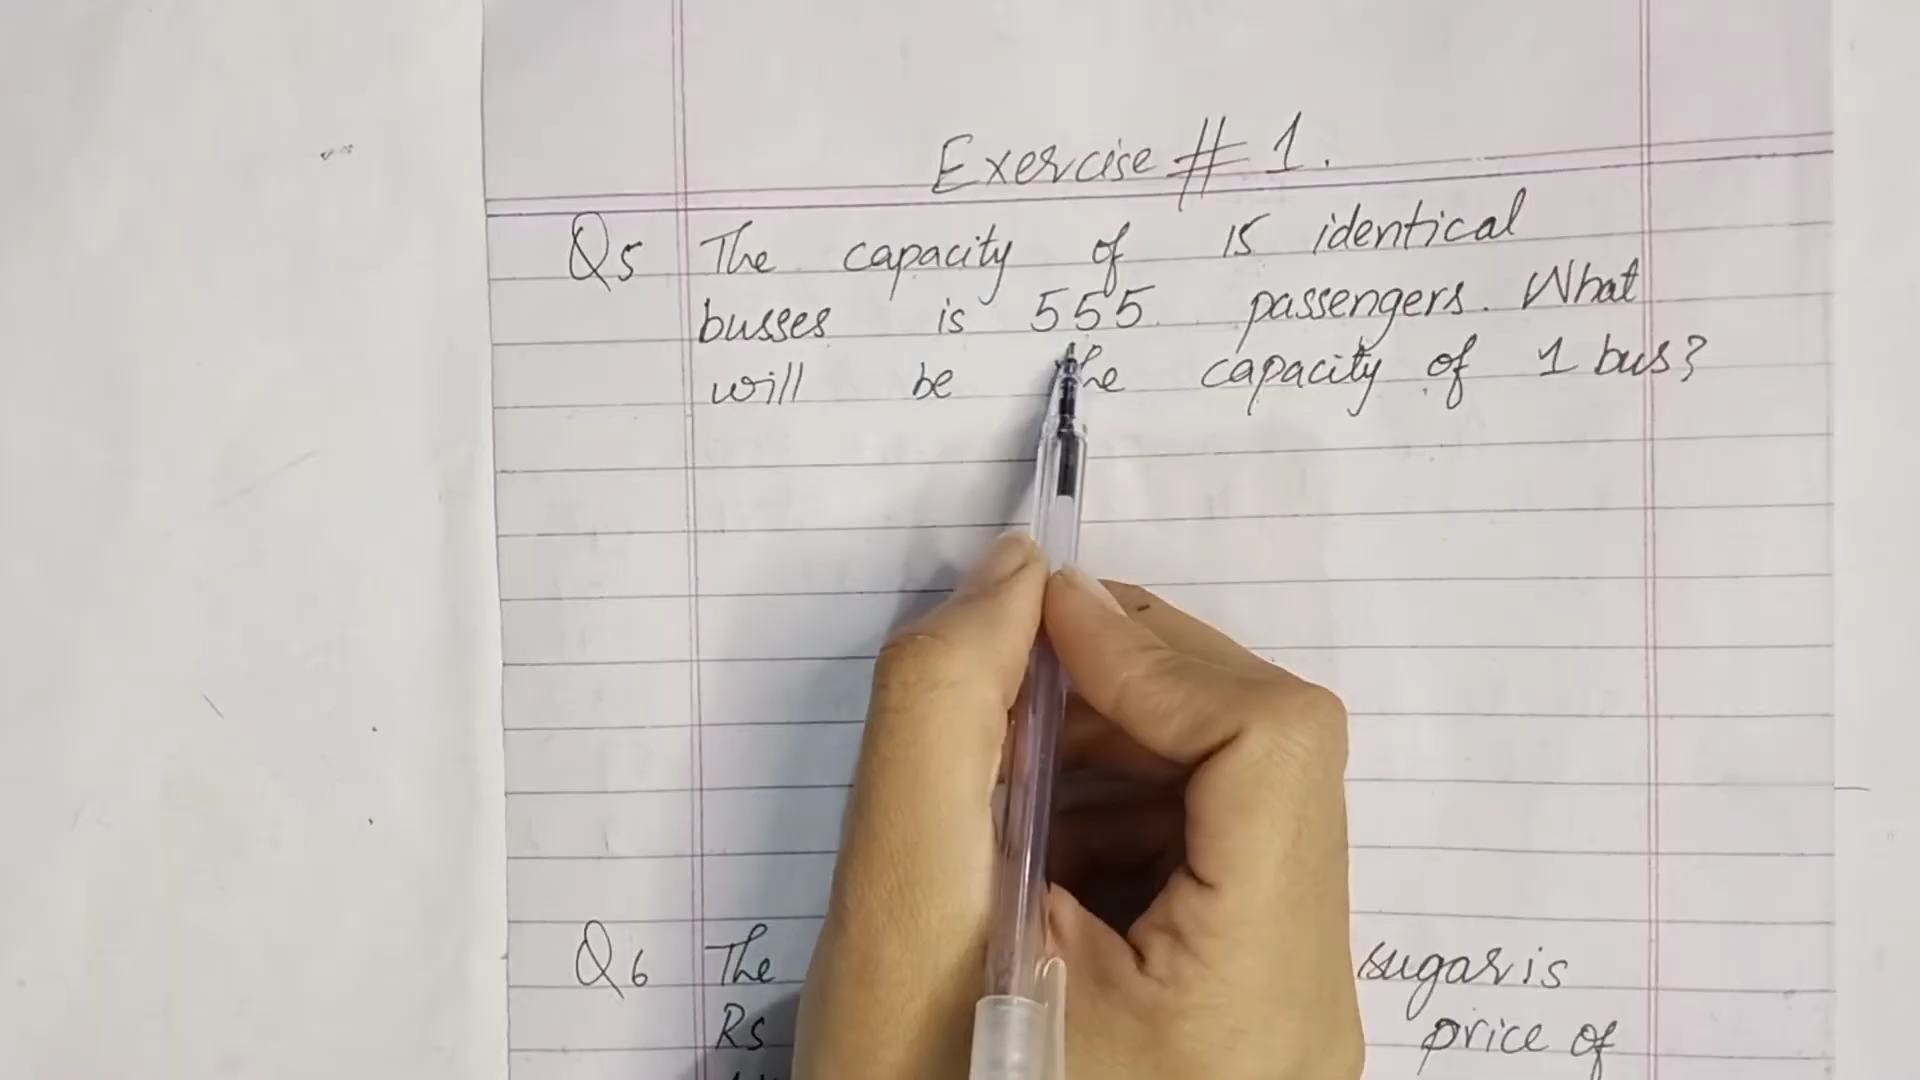 Exercise # 1.
Q5 The capacity of 15 identical
busses is 555 passengers. What
will be the capacity of 1 bus?
Q6 The sugar is
Rs price of